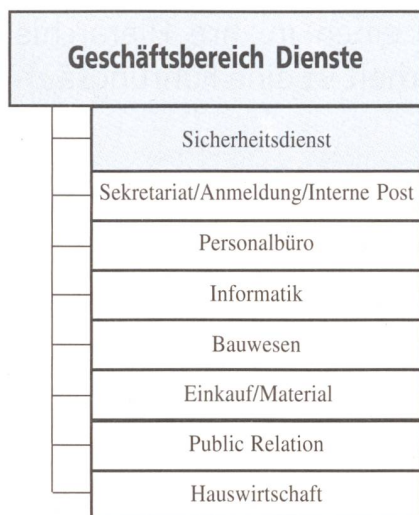 Geschäftsbereich Dienste
Sicherheitsdienst
Sekretariat/Anmeldung/Interne Post
Personalbüro
Informatik
Bauwesen
Einkauf/Material
Public Relation
Hauswirtschaft